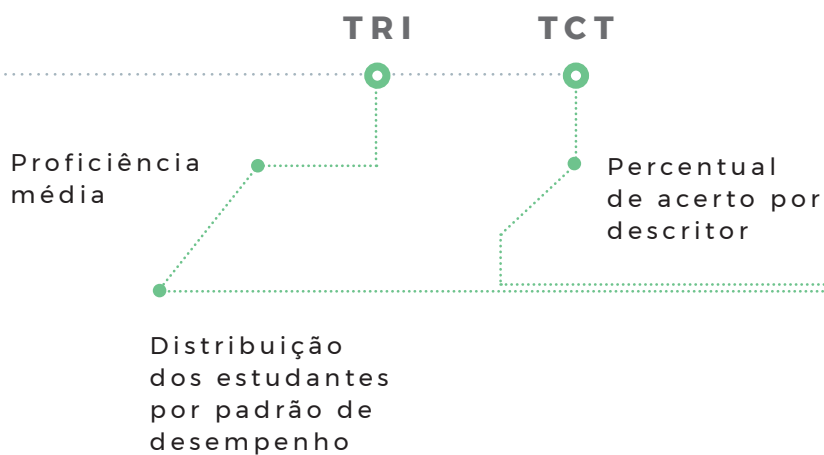 TRI
TCT
Proficiência
média
Percentual
de acerto por
descritor
Distribuição
dos estudantes
por padrão de
desempenho